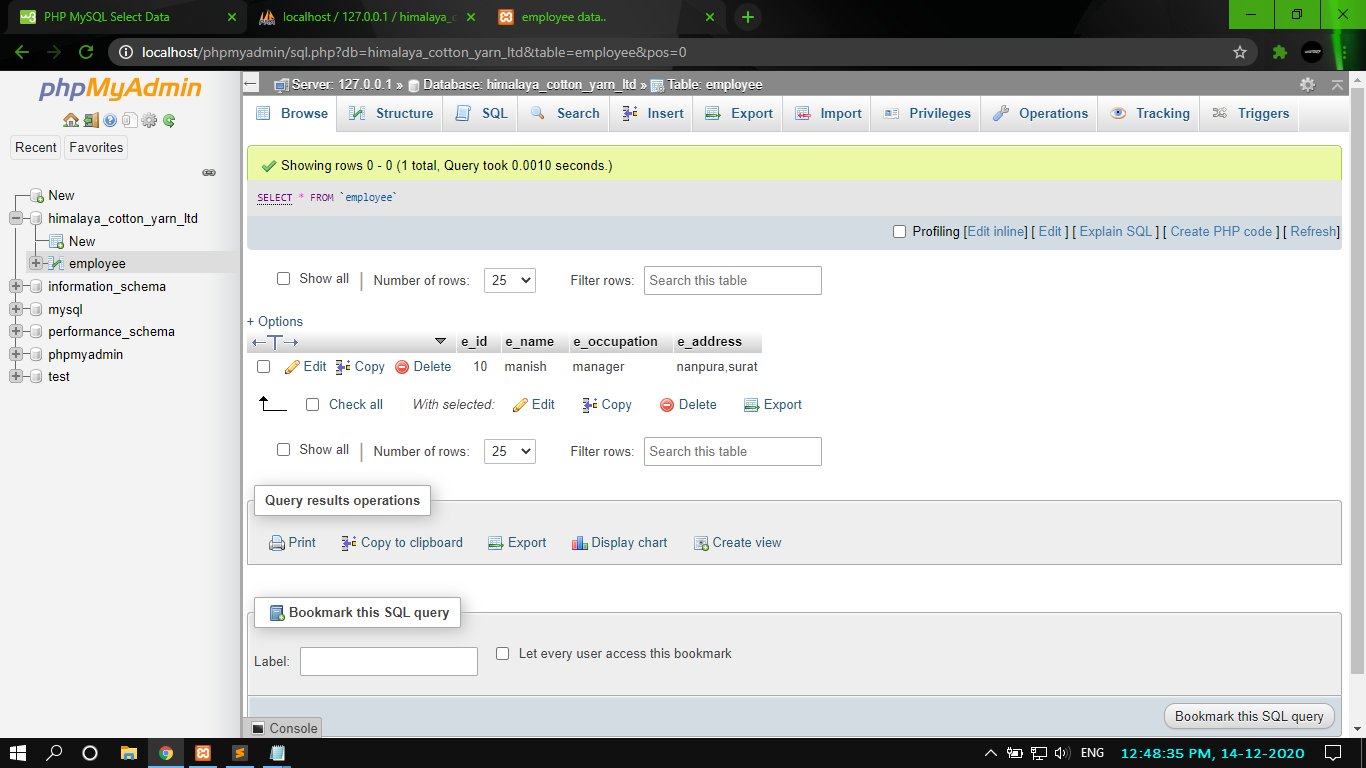 PHP MySQL Select Data
localhost / 127.0.0.1 / himalaya_c
employee data..
localhost/phpmyadmin/sql.php?db=himalaya_cotton_yarn_ltd&table=employee&pos=0
phpMyAdmin
Recent Favorites
New
himalaya_cotton_yarn_ltd
New
employee
information_schema
mysql
performance_schema
phpmyadmin
test
Server: 127.0.0.1 » Database: himalaya_cotton_yarn_ltd » Table: employee
Browse Structure SQL Search Insert Export Import Privileges Operations Tracking Triggers
Showing rows 0 - 0 (1 total, Query took 0.0010 seconds.)
SELECT * FROM `employee`
Profiling [Edit inline] [ Edit ] [ Explain SQL ] [ Create PHP code ] [ Refresh]
Show all | Number of rows: 25 Filter rows: Search this table
+ Options
e_id e_name e_occupation e_address
Edit Copy Delete 10 manish manager nanpura,surat
Check all With selected: Edit Copy Delete Export
Show all | Number of rows: 25 Filter rows: Search this table
Query results operations
Print Copy to clipboard Export Display chart Create view
Bookmark this SQL query
Label: Let every user access this bookmark
Bookmark this SQL query
Console
ENG 12:48:35 PM, 14-12-2020